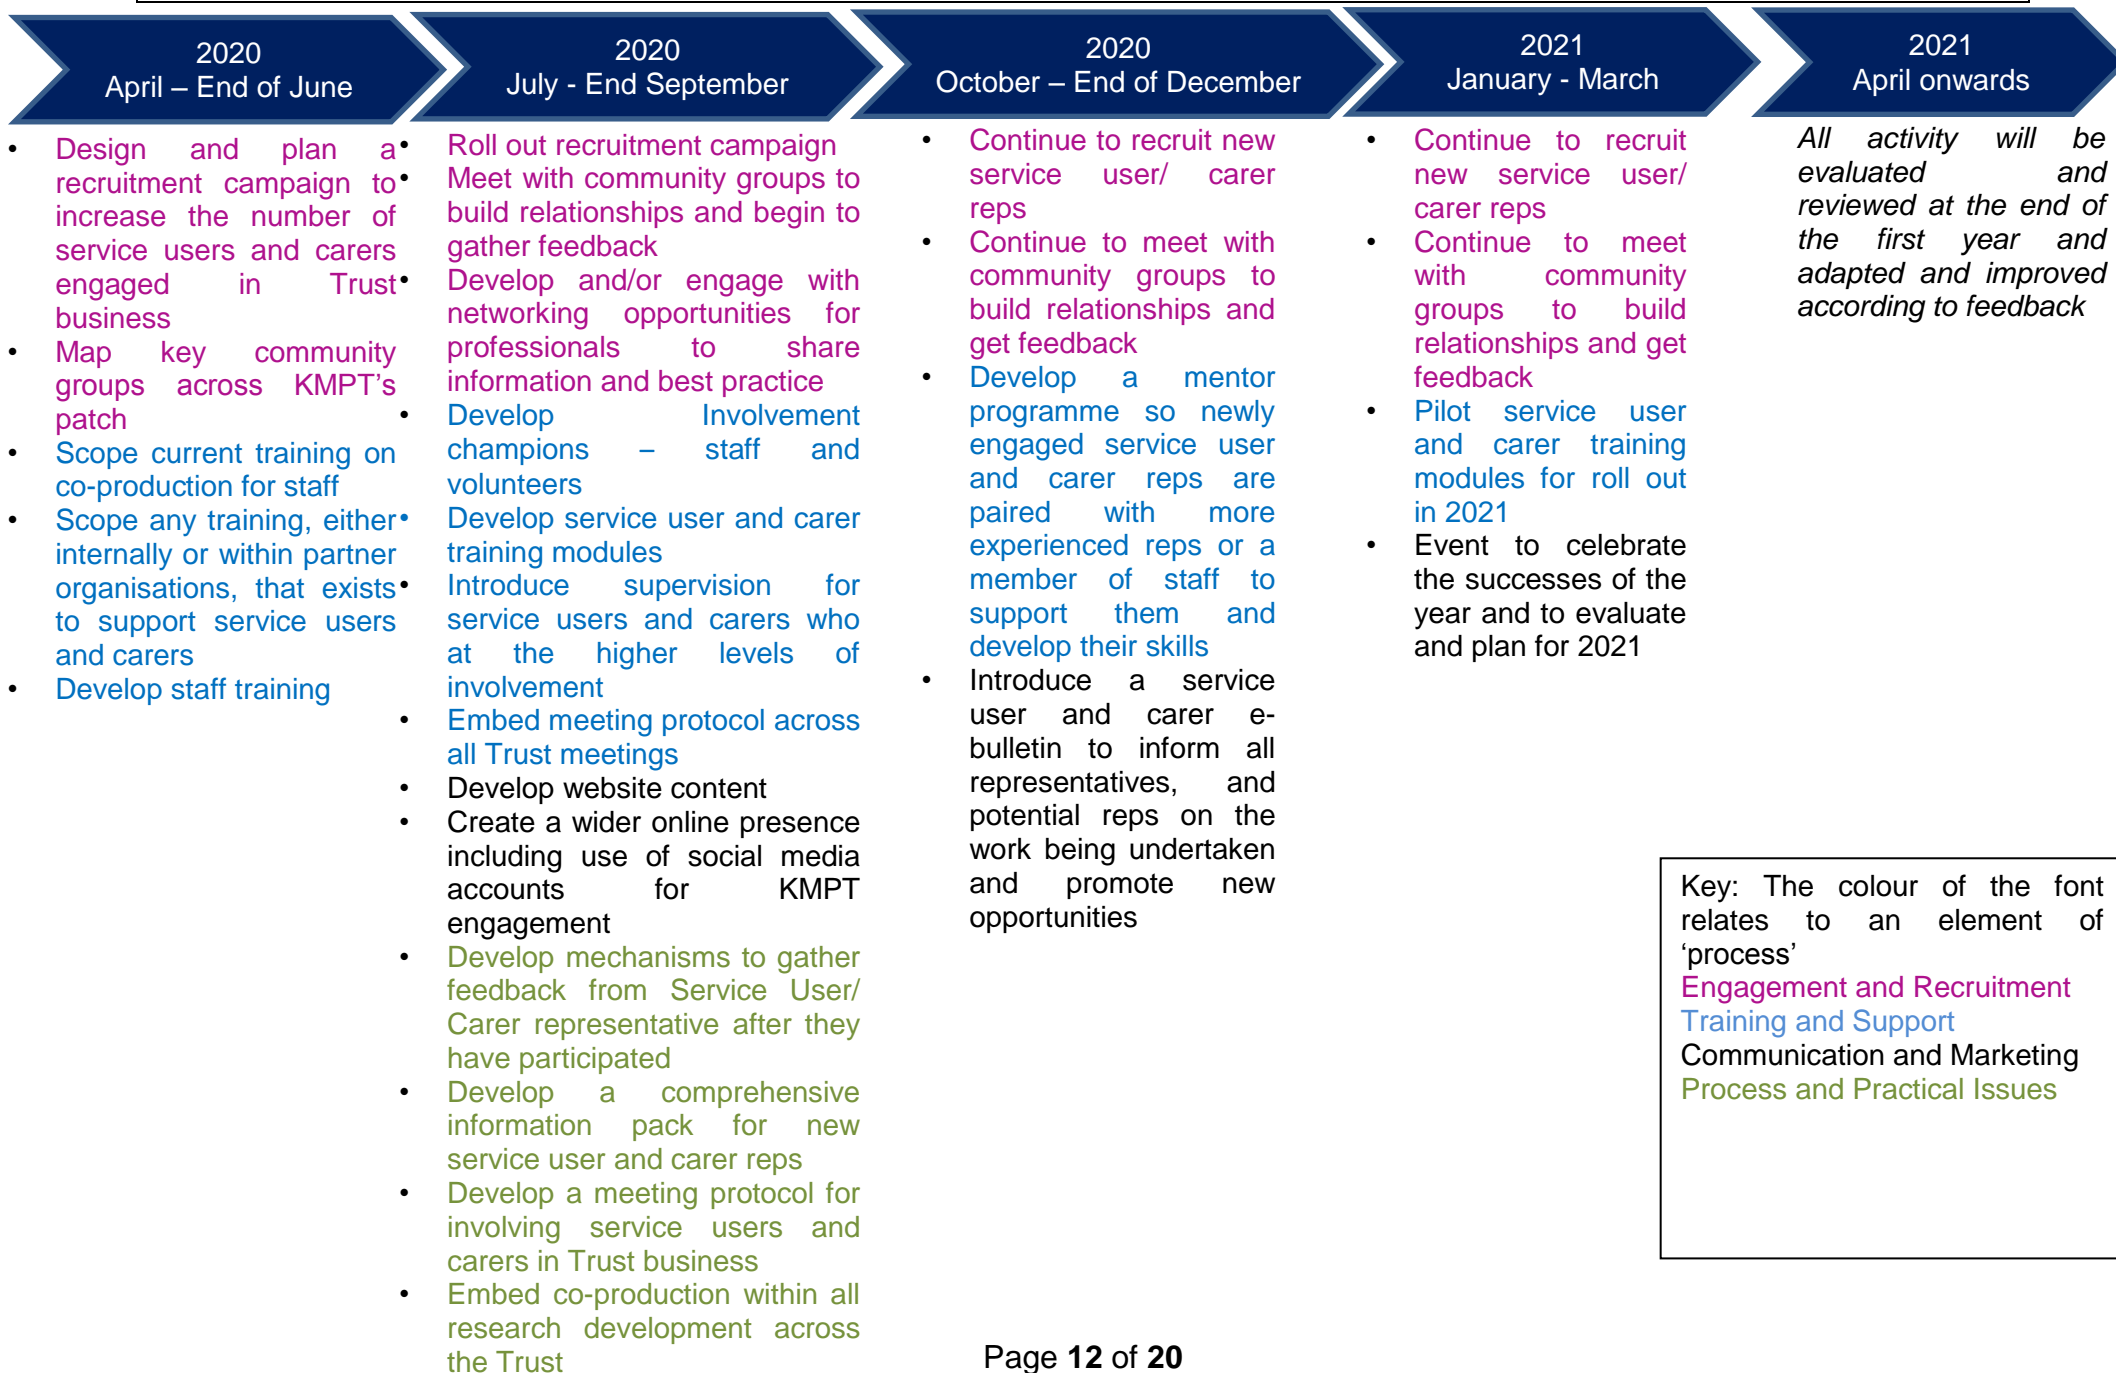 2020
April – End of June
2020
July - End September
2020
October – End of December
2021
January - March
2021
April onwards
• Design and plan a
recruitment campaign to
increase the number of
service users and carers
engaged in Trust
business
• Map key community
groups across KMPT’s
patch
• Scope current training on
co-production for staff
• Scope any training, either
internally or within partner
organisations, that exists
to support service users
and carers
• Develop staff training
• Roll out recruitment campaign
• Meet with community groups to
build relationships and begin to
gather feedback
• Develop and/or engage with
networking opportunities for
professionals to share
information and best practice
• Develop Involvement
champions – staff and
volunteers
• Develop service user and carer
training modules
• Introduce supervision for
service users and carers who
at the higher levels of
involvement
• Embed meeting protocol across
all Trust meetings
• Develop website content
• Create a wider online presence
including use of social media
accounts for KMPT
engagement
• Develop mechanisms to gather
feedback from Service User/
Carer representative after they
have participated
• Develop a comprehensive
information pack for new
service user and carer reps
• Develop a meeting protocol for
involving service users and
carers in Trust business
• Embed co-production within all
research development across
the Trust
• Continue to recruit new
service user/ carer
reps
• Continue to meet with
community groups to
build relationships and
get feedback
• Develop a mentor
programme so newly
engaged service user
and carer reps are
paired with more
experienced reps or a
member of staff to
support them and
develop their skills
• Introduce a service
user and carer e-
bulletin to inform all
representatives, and
potential reps on the
work being undertaken
and promote new
opportunities
• Continue to recruit
new service user/
carer reps
• Continue to meet
with community
groups to build
relationships and get
feedback
• Pilot service user
and carer training
modules for roll out
in 2021
• Event to celebrate
the successes of the
year and to evaluate
and plan for 2021
All activity will be
evaluated and
reviewed at the end of
the first year and
adapted and improved
according to feedback
Key: The colour of the font
relates to an element of
‘process’
Engagement and Recruitment
Training and Support
Communication and Marketing
Process and Practical Issues
Page 12 of 20